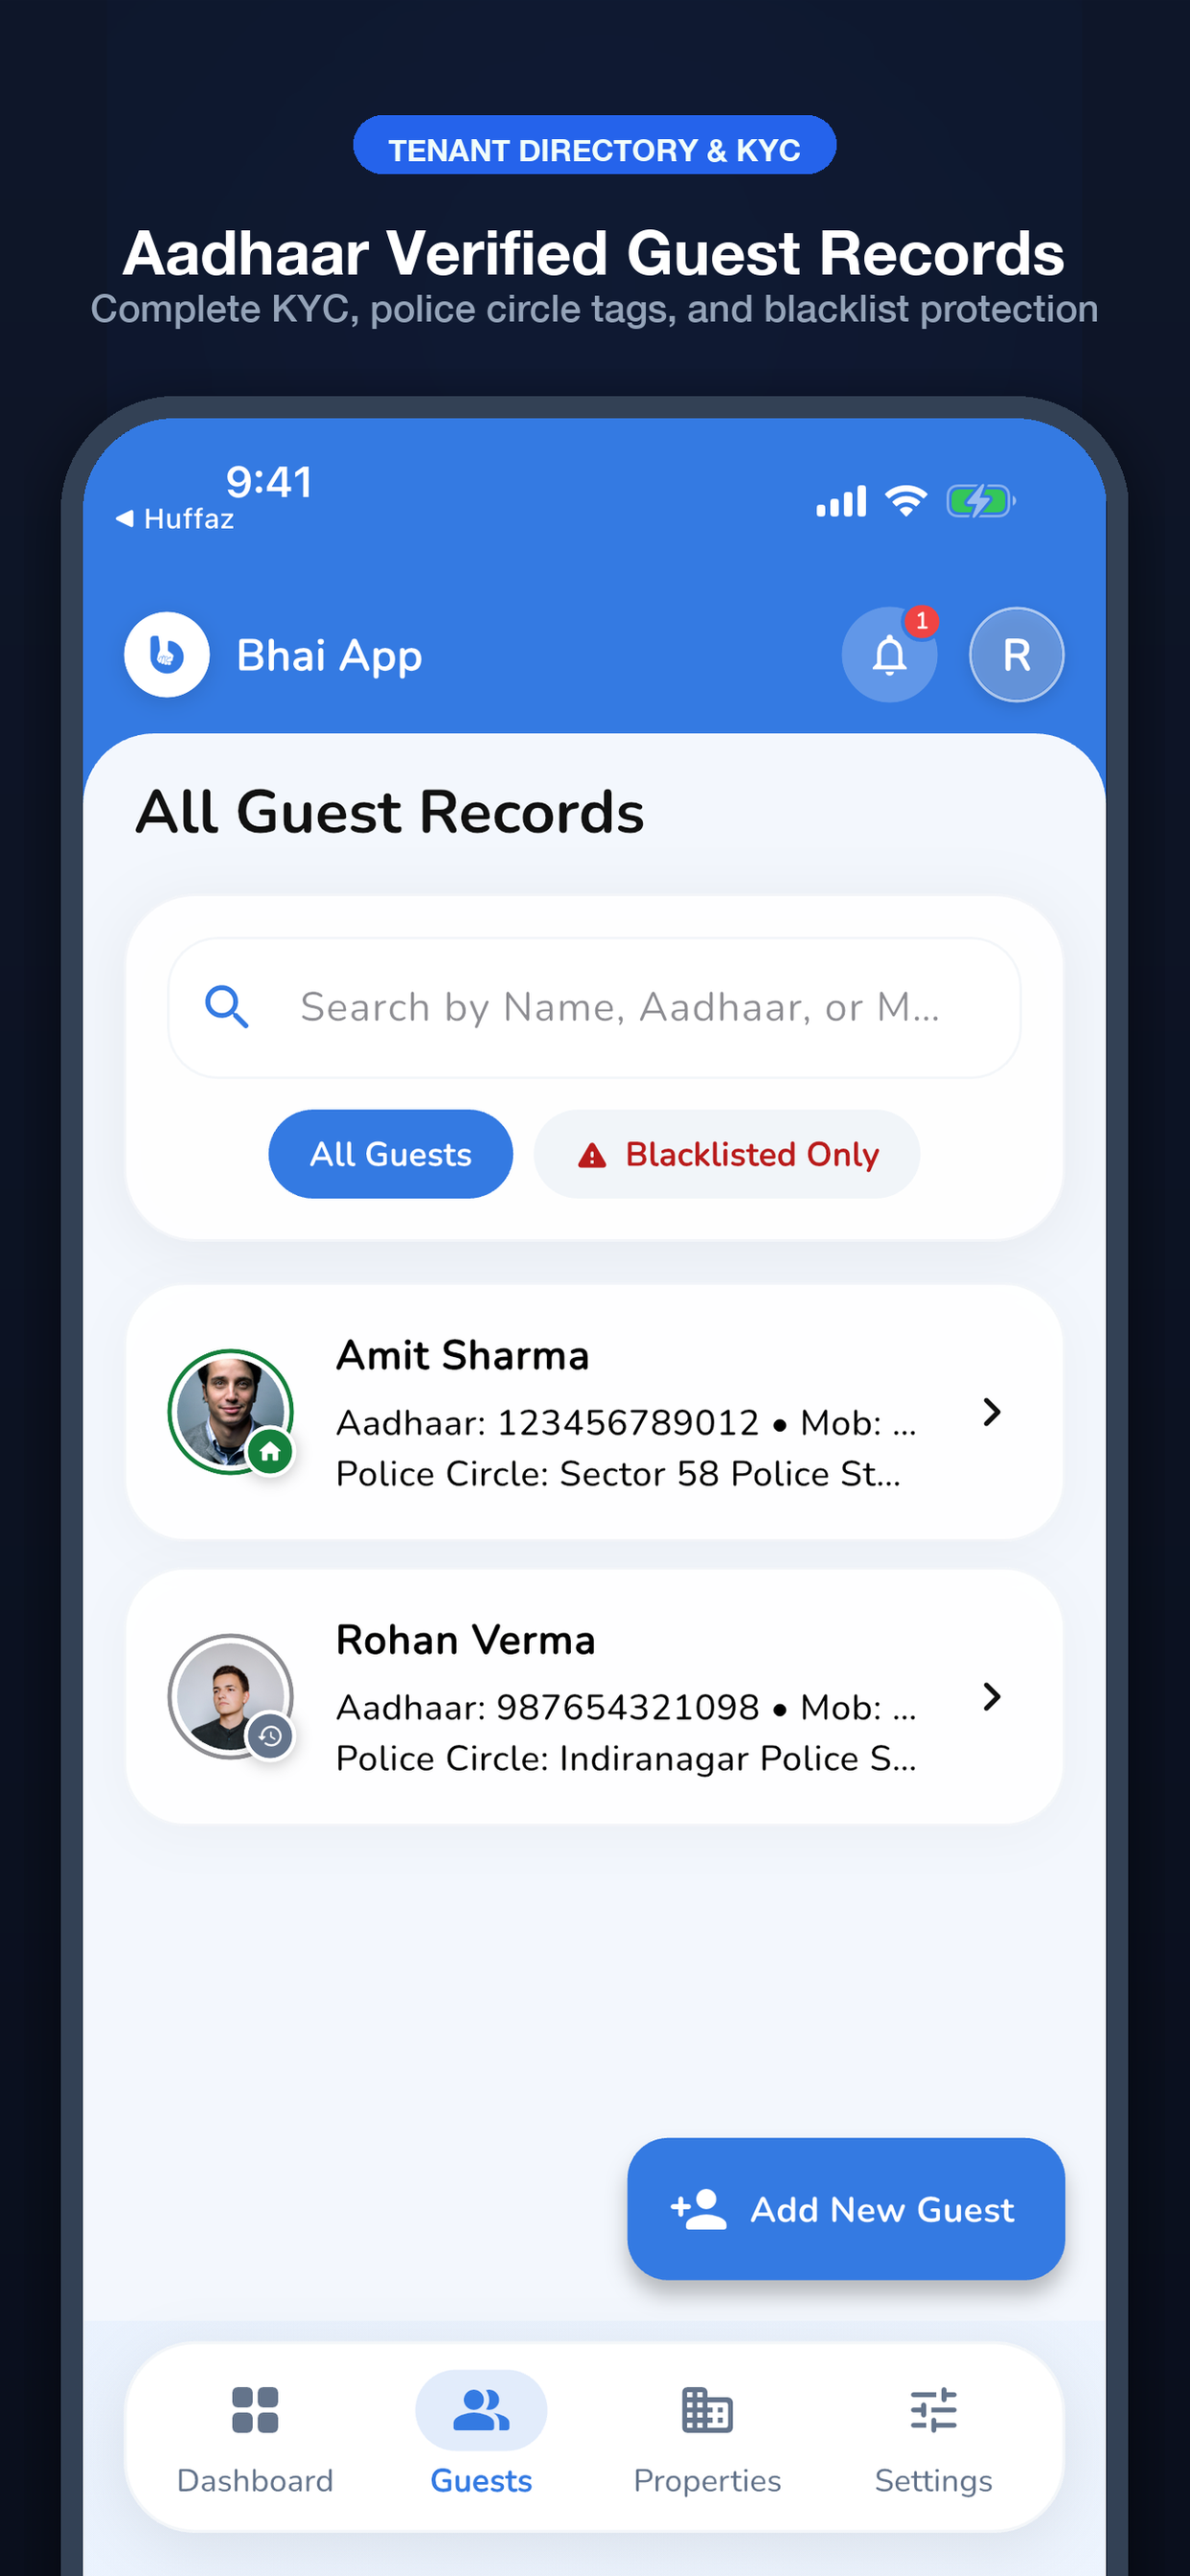 TENANT DIRECTORY & KYC
Aadhaar Verified Guest Records
Complete KYC, police circle tags, and blacklist protection
9:41
◀ Huffaz
Bhai App
1
R
All Guest Records
Search by Name, Aadhaar, or M...
All Guests
Blacklisted Only
Amit Sharma
Aadhaar: 123456789012 • Mob: ...
Police Circle: Sector 58 Police St...
Rohan Verma
Aadhaar: 987654321098 • Mob: ...
Police Circle: Indiranagar Police S...
Add New Guest
Dashboard
Guests
Properties
Settings